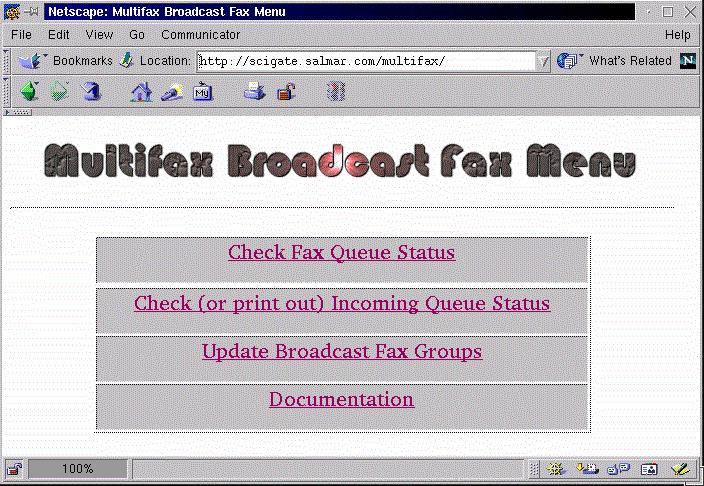 Netscape: Multifax Broadcast Fax Menu
File Edit View Go Communicator Help
Bookmarks Location: http://scigate.salmar.com/multifax/ What's Related N
My
Multifax Broadcast Fax Menu
Check Fax Queue Status
Check (or print out) Incoming Queue Status
Update Broadcast Fax Groups
Documentation
100%